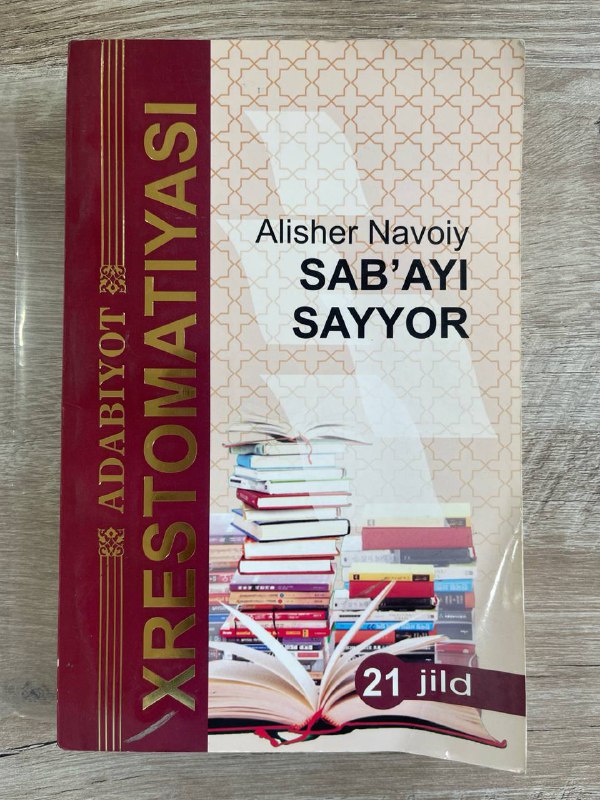 ADABIYOT
XRESTOMATIYASI
Alisher Navoiy
SAB’AYI
SAYYOR
21 jild